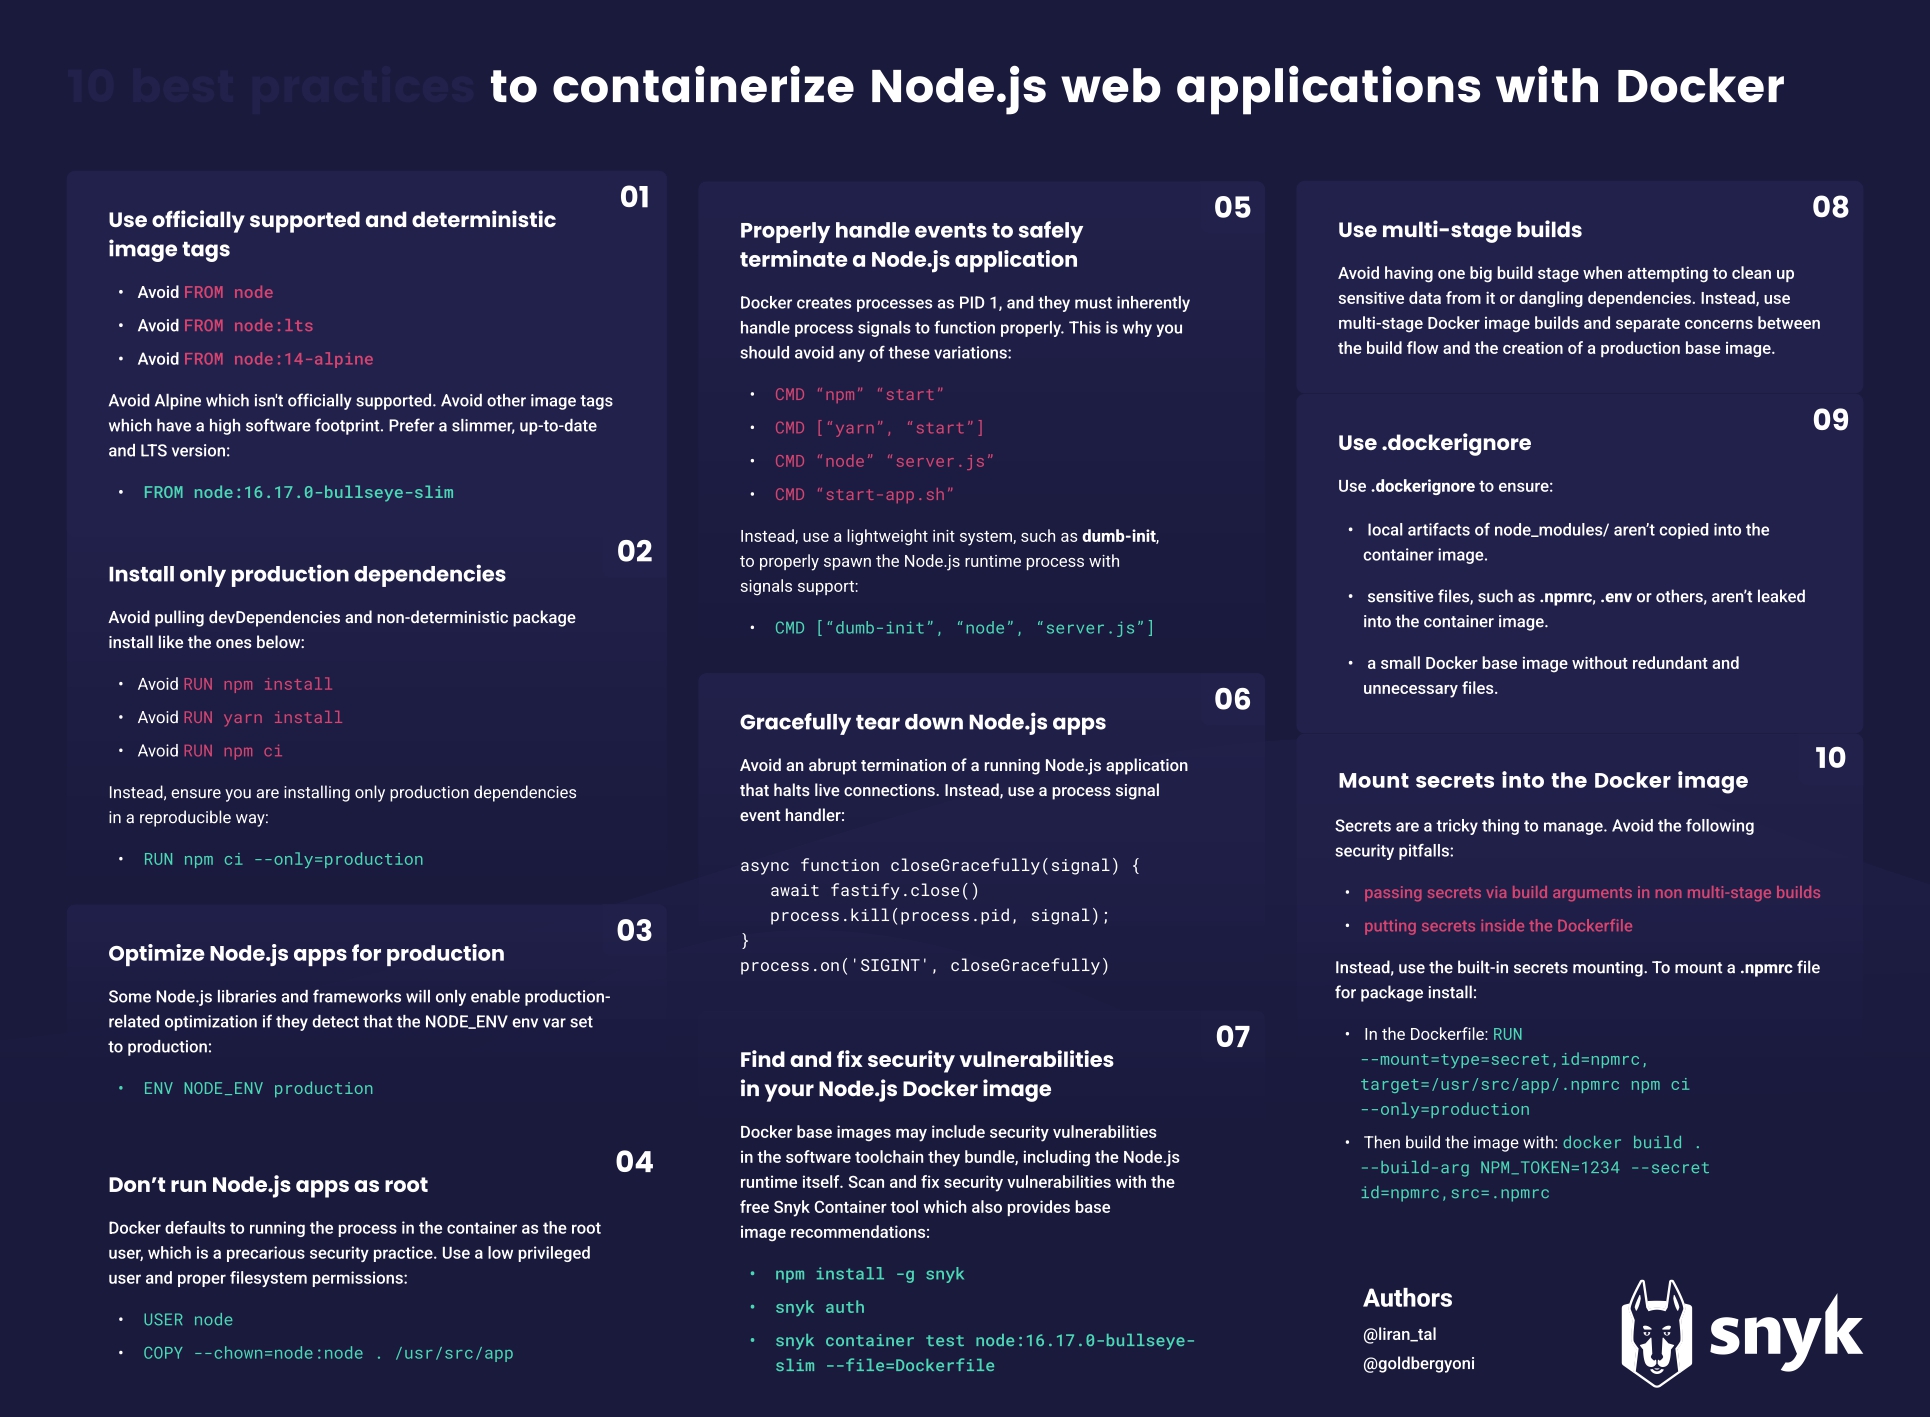 10 best practices to containerize Node.js web applications with Docker
01
Use officially supported and deterministic
image tags
• Avoid FROM node
• Avoid FROM node:lts
• Avoid FROM node:14-alpine
Avoid Alpine which isn't officially supported. Avoid other image tags
which have a high software footprint. Prefer a slimmer, up-to-date
and LTS version:
• FROM node:16.17.0-bullseye-slim
02
Install only production dependencies
Avoid pulling devDependencies and non-deterministic package
install like the ones below:
• Avoid RUN npm install
• Avoid RUN yarn install
• Avoid RUN npm ci
Instead, ensure you are installing only production dependencies
in a reproducible way:
• RUN npm ci --only=production
03
Optimize Node.js apps for production
Some Node.js libraries and frameworks will only enable production-
related optimization if they detect that the NODE_ENV env var set
to production:
• ENV NODE_ENV production
04
Don’t run Node.js apps as root
Docker defaults to running the process in the container as the root
user, which is a precarious security practice. Use a low privileged
user and proper filesystem permissions:
• USER node
• COPY --chown=node:node . /usr/src/app
05
Properly handle events to safely
terminate a Node.js application
Docker creates processes as PID 1, and they must inherently
handle process signals to function properly. This is why you
should avoid any of these variations:
• CMD “npm” “start”
• CMD [“yarn”, “start”]
• CMD “node” “server.js”
• CMD “start-app.sh”
Instead, use a lightweight init system, such as dumb-init,
to properly spawn the Node.js runtime process with
signals support:
• CMD [“dumb-init”, “node”, “server.js”]
06
Gracefully tear down Node.js apps
Avoid an abrupt termination of a running Node.js application
that halts live connections. Instead, use a process signal
event handler:
async function closeGracefully(signal) {
   await fastify.close()
   process.kill(process.pid, signal);
}
process.on('SIGINT', closeGracefully)
07
Find and fix security vulnerabilities
in your Node.js Docker image
Docker base images may include security vulnerabilities
in the software toolchain they bundle, including the Node.js
runtime itself. Scan and fix security vulnerabilities with the
free Snyk Container tool which also provides base
image recommendations:
• npm install -g snyk
• snyk auth
• snyk container test node:16.17.0-bullseye-
slim --file=Dockerfile
08
Use multi-stage builds
Avoid having one big build stage when attempting to clean up
sensitive data from it or dangling dependencies. Instead, use
multi-stage Docker image builds and separate concerns between
the build flow and the creation of a production base image.
09
Use .dockerignore
Use .dockerignore to ensure:
• local artifacts of node_modules/ aren’t copied into the
container image.
• sensitive files, such as .npmrc, .env or others, aren’t leaked
into the container image.
• a small Docker base image without redundant and
unnecessary files.
10
Mount secrets into the Docker image
Secrets are a tricky thing to manage. Avoid the following
security pitfalls:
• passing secrets via build arguments in non multi-stage builds
• putting secrets inside the Dockerfile
Instead, use the built-in secrets mounting. To mount a .npmrc file
for package install:
• In the Dockerfile: RUN
--mount=type=secret,id=npmrc,
target=/usr/src/app/.npmrc npm ci
--only=production
• Then build the image with: docker build .
--build-arg NPM_TOKEN=1234 --secret
id=npmrc,src=.npmrc
Authors
@liran_tal
@goldbergyoni
snyk